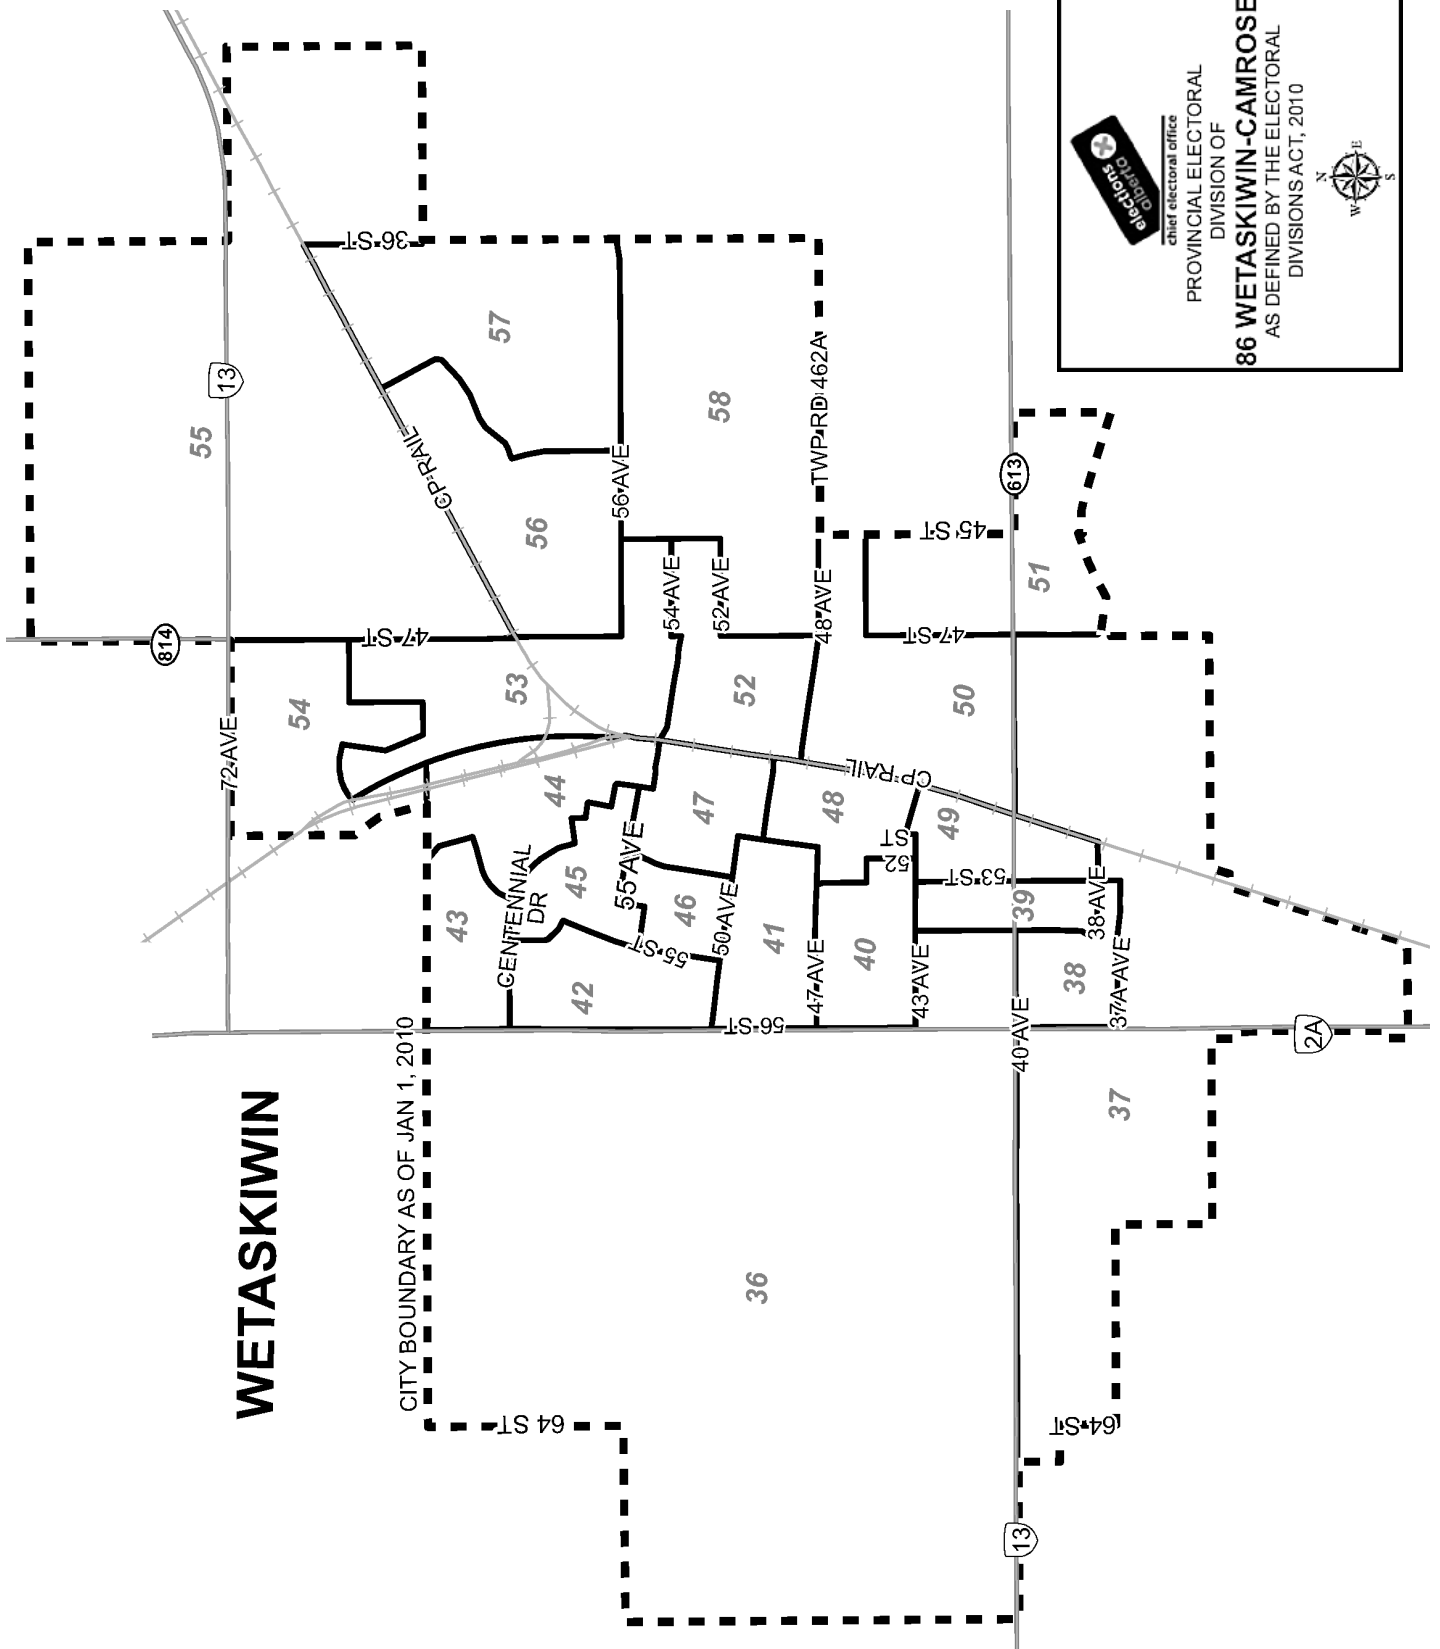 WETASKIWIN
CITY BOUNDARY AS OF JAN 1, 2010
elections
alberta
chief electoral office
PROVINCIAL ELECTORAL
DIVISION OF
86 WETASKIWIN-CAMROSE
AS DEFINED BY THE ELECTORAL
DIVISIONS ACT, 2010
N
W
E
S
13
55
36 ST
57
CP RAIL
56
56 AVE
58
TWP RD 462A
814
47 ST
54 AVE
52 AVE
48 AVE
45 ST
613
51
47 ST
72 AVE
54
53
52
50
44
47
48
CP RAIL
49
52
ST
CENTENNIAL
DR
45
55 AVE
46
50 AVE
43
41
53 ST
39
38 AVE
42
55 ST
47 AVE
40
43 AVE
38
37A AVE
56 ST
40 AVE
2A
37
36
64 ST
64 ST
13